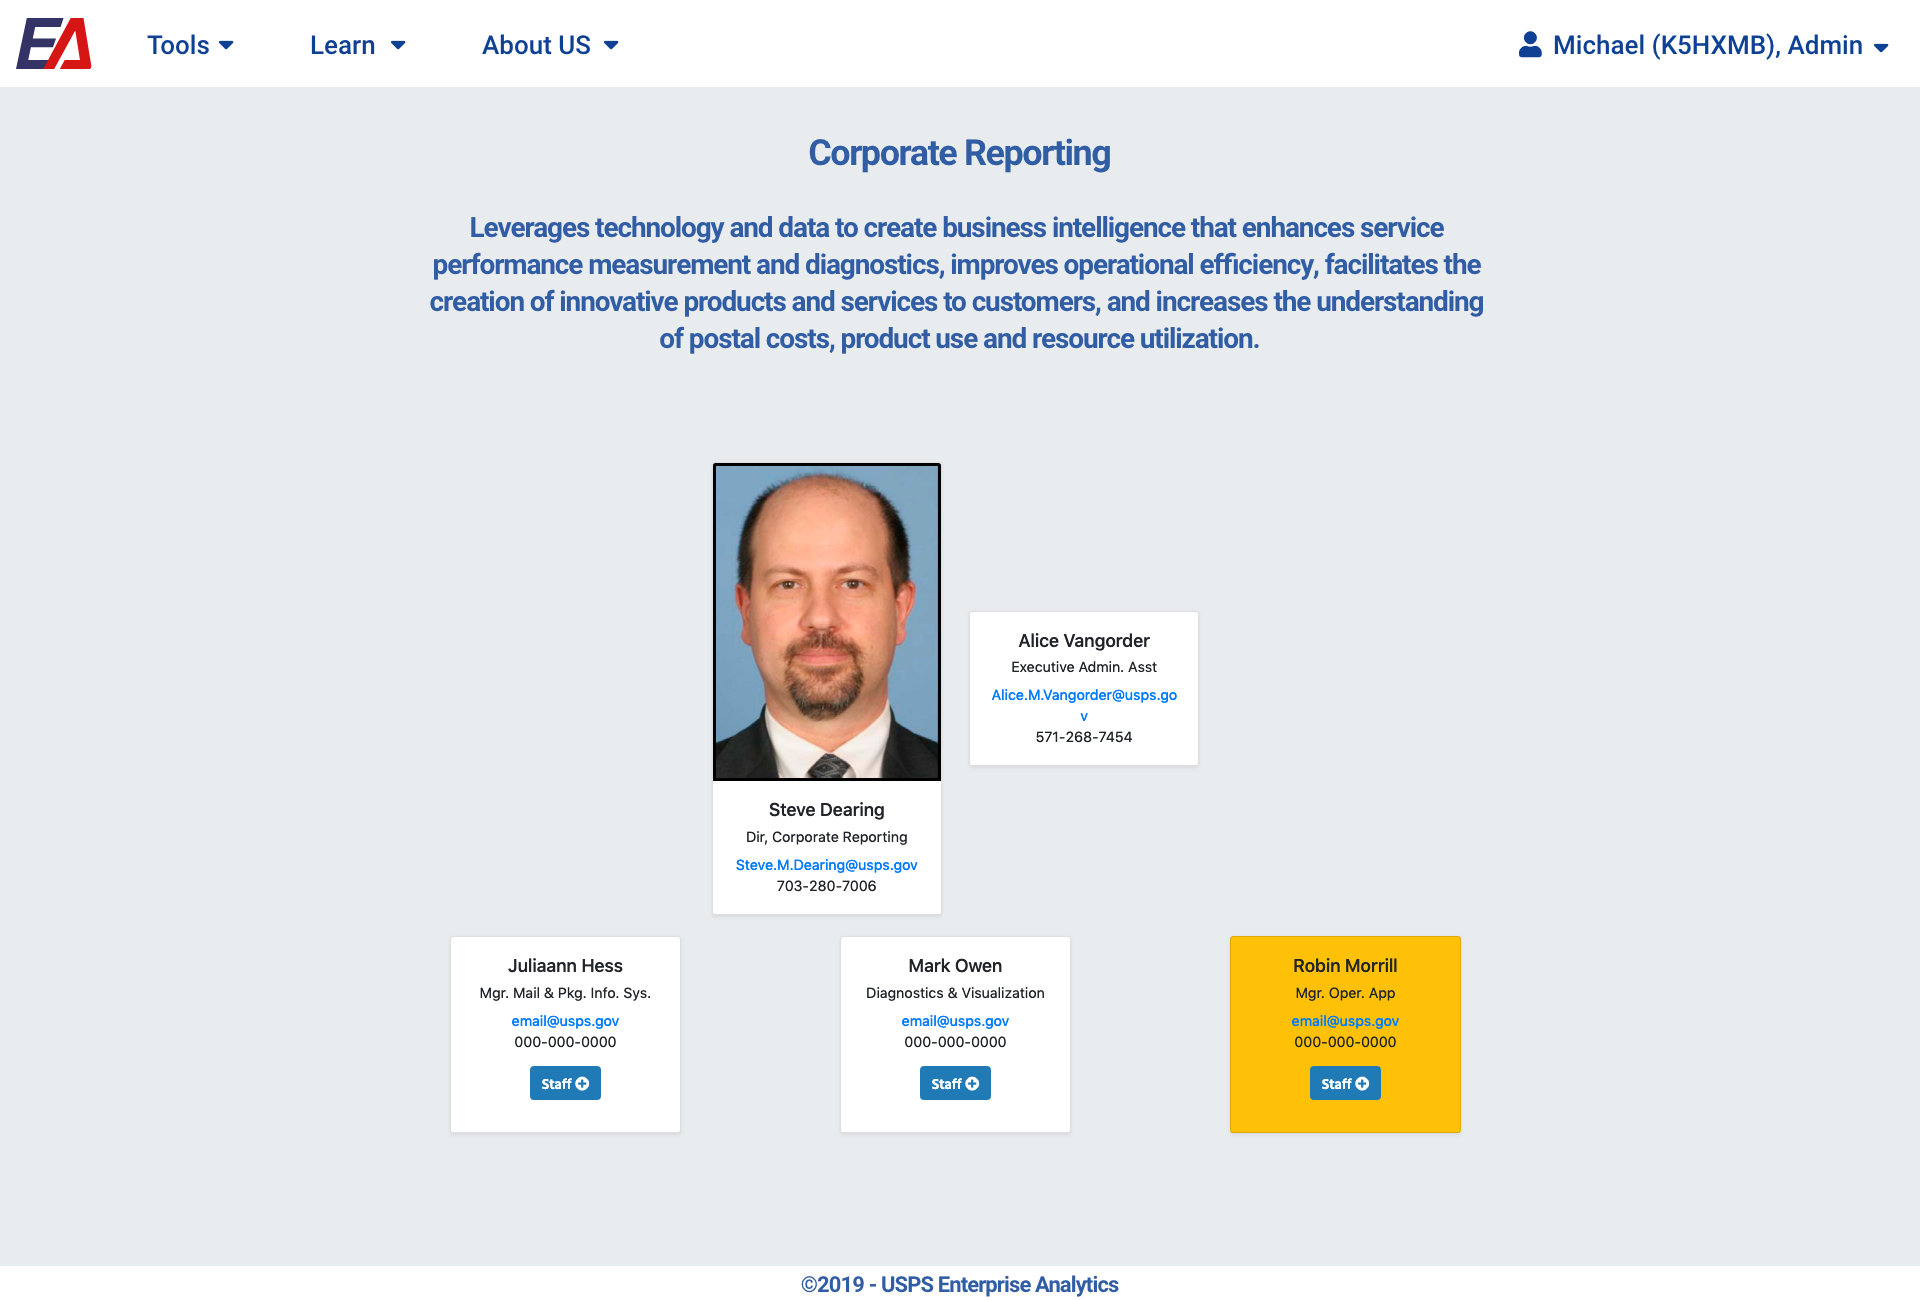 EA
Tools
Learn
About US
Michael (K5HXMB), Admin
Corporate Reporting
Leverages technology and data to create business intelligence that enhances service
performance measurement and diagnostics, improves operational efficiency, facilitates the
creation of innovative products and services to customers, and increases the understanding
of postal costs, product use and resource utilization.
Alice Vangorder
Executive Admin. Asst
Alice.M.Vangorder@usps.go
v
571-268-7454
Steve Dearing
Dir, Corporate Reporting
Steve.M.Dearing@usps.gov
703-280-7006
Juliaann Hess
Mgr. Mail & Pkg. Info. Sys.
email@usps.gov
000-000-0000
Staff
Mark Owen
Diagnostics & Visualization
email@usps.gov
000-000-0000
Staff
Robin Morrill
Mgr. Oper. App
email@usps.gov
000-000-0000
Staff
©2019 - USPS Enterprise Analytics